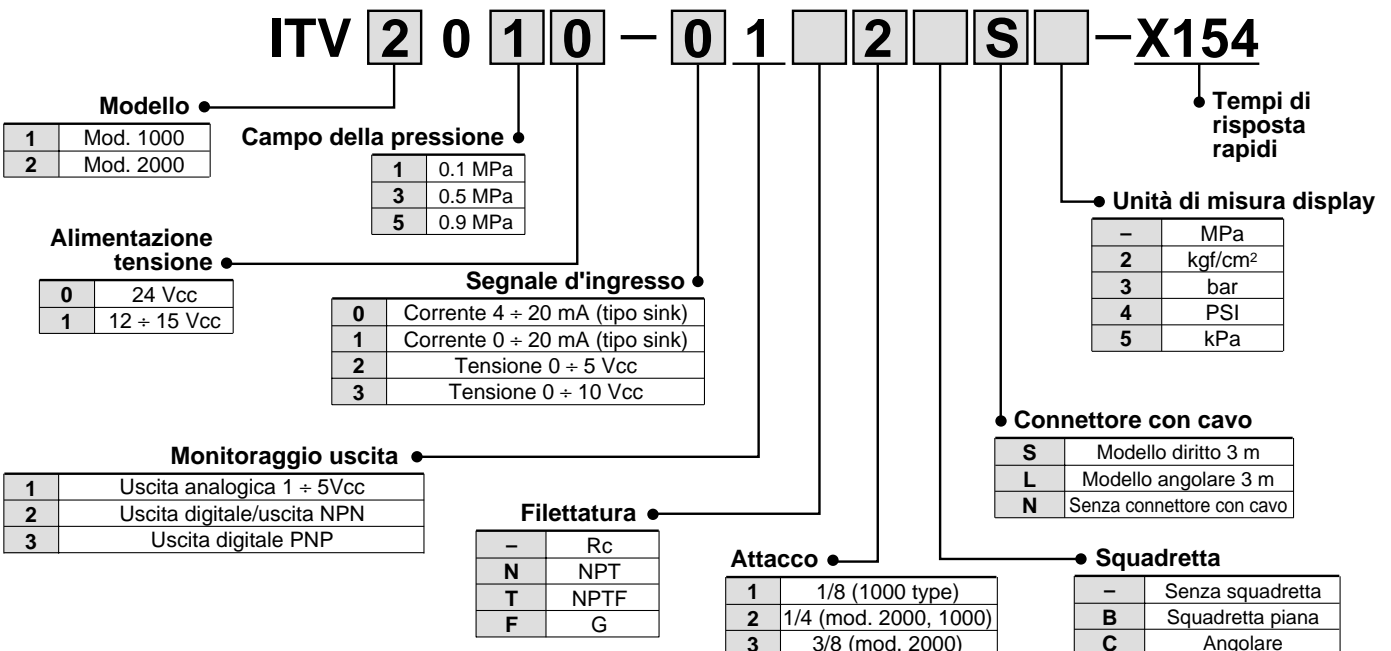 ITV 2 0 1 0 – 0 1 2 S –X154
Modello
1 Mod. 1000
2 Mod. 2000
Campo della pressione
1 0.1 MPa
3 0.5 MPa
5 0.9 MPa
Tempi di
risposta
rapidi
Unità di misura display
– MPa
2 kgf/cm²
3 bar
4 PSI
5 kPa
Alimentazione
tensione
0 24 Vcc
1 12 ÷ 15 Vcc
Segnale d'ingresso
0 Corrente 4 ÷ 20 mA (tipo sink)
1 Corrente 0 ÷ 20 mA (tipo sink)
2 Tensione 0 ÷ 5 Vcc
3 Tensione 0 ÷ 10 Vcc
Connettore con cavo
S Modello diritto 3 m
L Modello angolare 3 m
N Senza connettore con cavo
Monitoraggio uscita
1 Uscita analogica 1 ÷ 5Vcc
2 Uscita digitale/uscita NPN
3 Uscita digitale PNP
Filettatura
– Rc
N NPT
T NPTF
F G
Attacco
1 1/8 (1000 type)
2 1/4 (mod. 2000, 1000)
3 3/8 (mod. 2000)
Squadretta
– Senza squadretta
B Squadretta piana
C Angolare